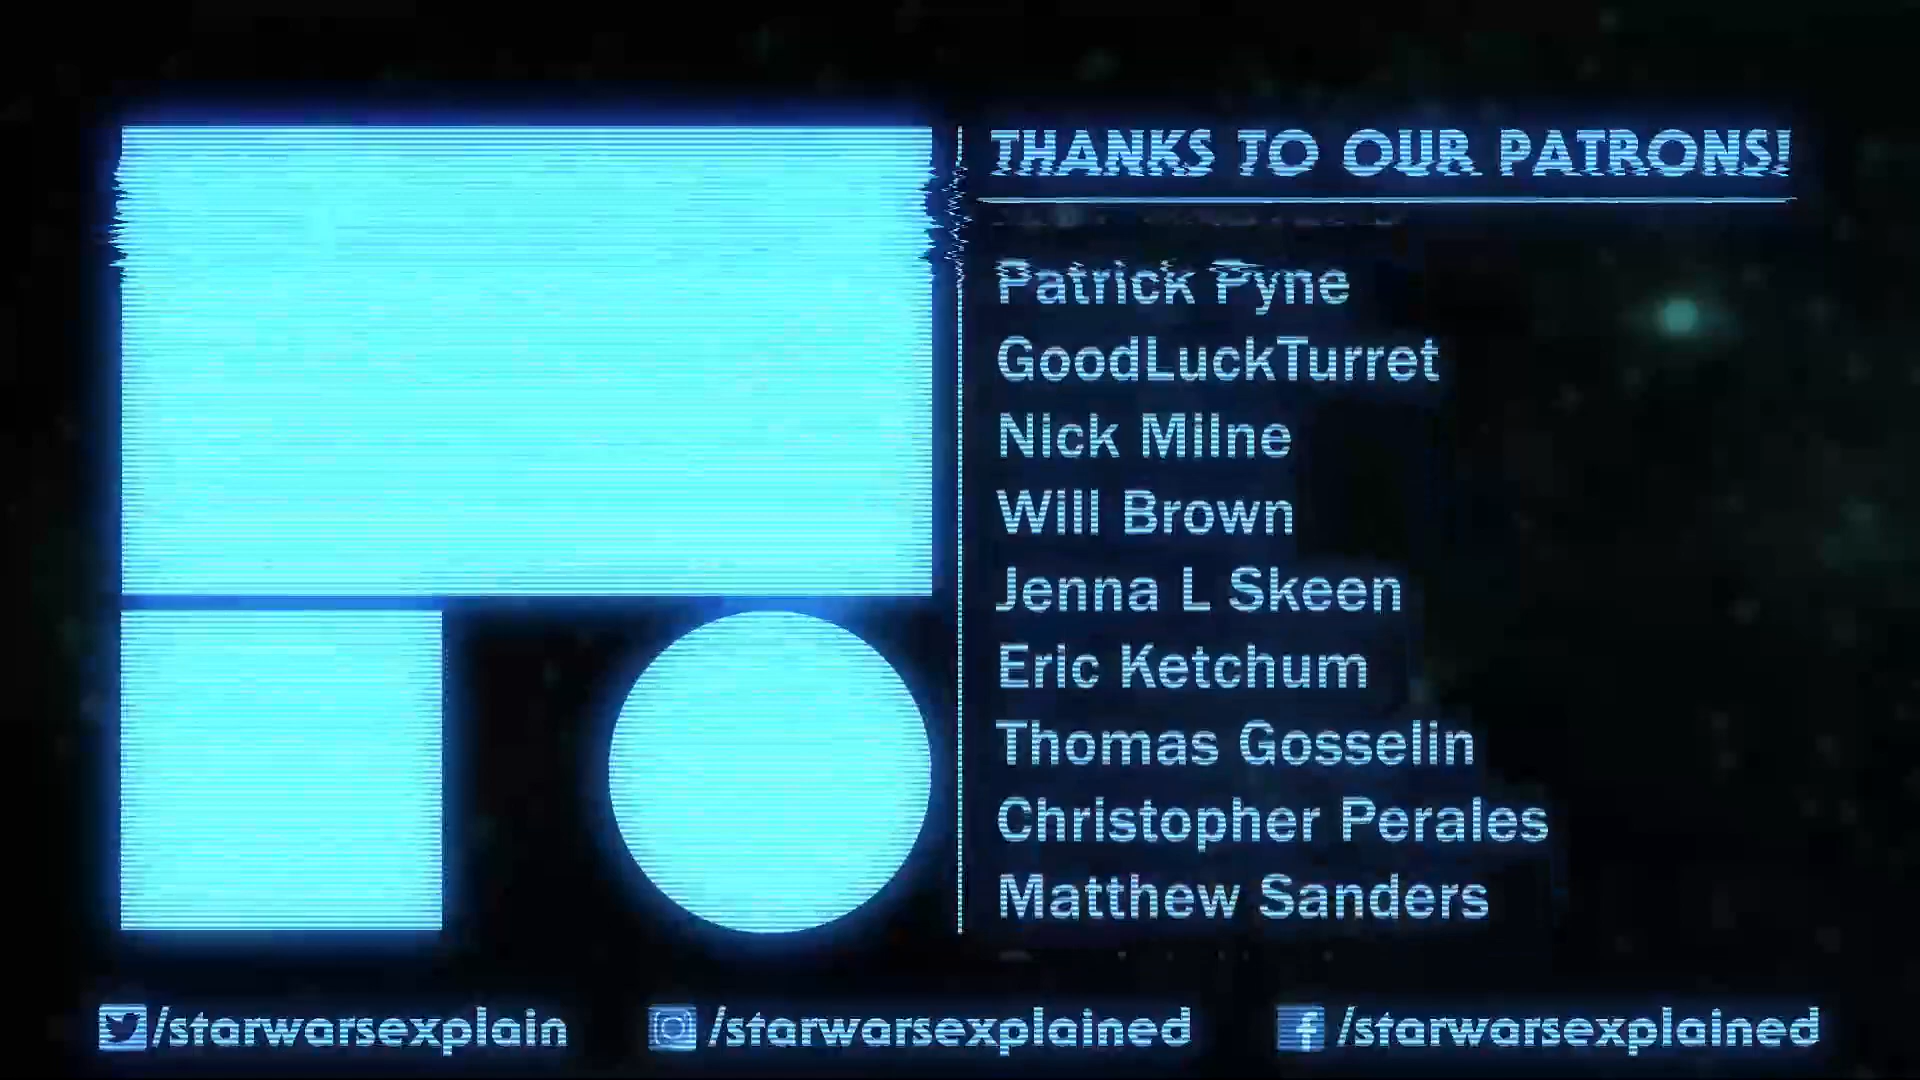 THANKS TO OUR PATRONS!
Patrick Pyne
GoodLuckTurret
Nick Milne
Will Brown
Jenna L Skeen
Eric Ketchum
Thomas Gosselin
Christopher Perales
Matthew Sanders
/starwarsexplain
/starwarsexplained
/starwarsexplained